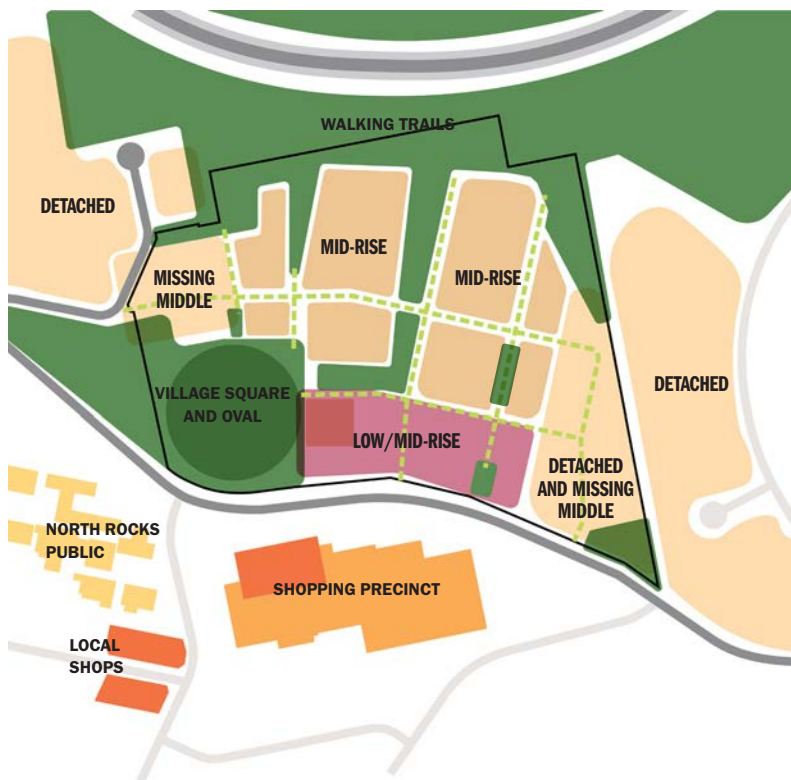 WALKING TRAILS
DETACHED
MID-RISE
MISSING
MIDDLE
MID-RISE
VILLAGE SQUARE
AND OVAL
DETACHED
LOW/MID-RISE
DETACHED
AND MISSING
MIDDLE
NORTH ROCKS
PUBLIC
SHOPPING PRECINCT
LOCAL
SHOPS